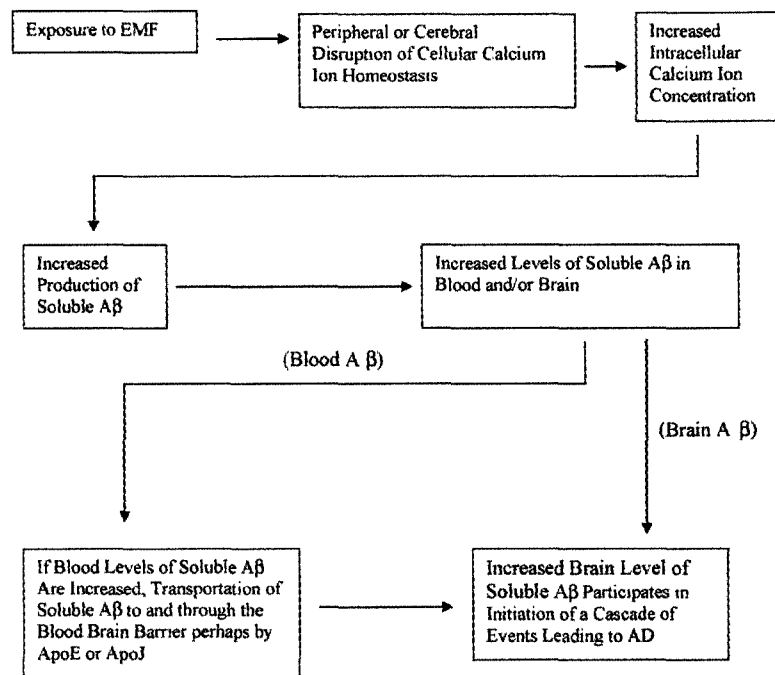 Exposure to EMF
Peripheral or Cerebral
Disruption of Cellular Calcium
Ion Homeostasis
Increased
Intracellular
Calcium Ion
Concentration
Increased
Production of
Soluble Aβ
Increased Levels of Soluble Aβ in
Blood and/or Brain
(Blood A β)
(Brain A β)
If Blood Levels of Soluble Aβ
Are Increased, Transportation of
Soluble Aβ to and through the
Blood Brain Barrier perhaps by
ApoE or ApoJ
Increased Brain Level of
Soluble Aβ Participates in
Initiation of a Cascade of
Events Leading to AD